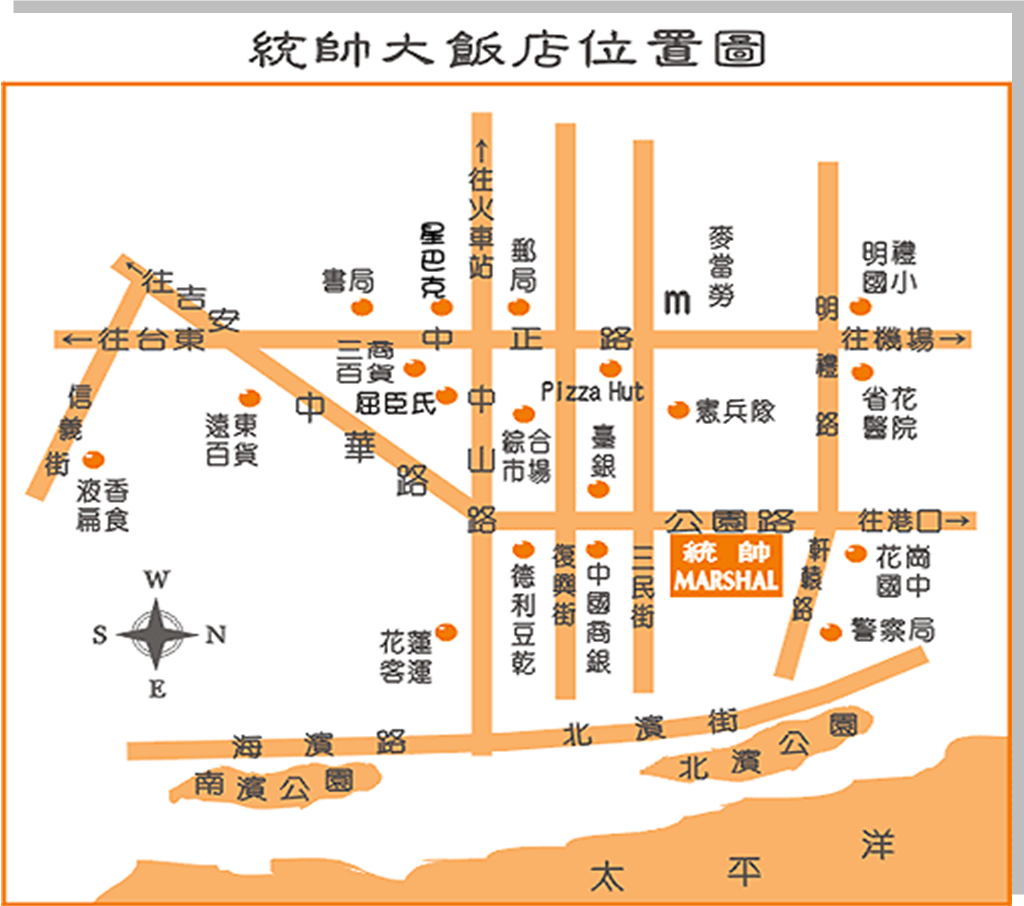 統帥大飯店位置圖
↑往火車站
星巴克
郵局
書局
麥當勞
m
明禮
國小
←往吉安
←往台東
中正路
往機場→
明禮路
三商
百貨
屈臣氏
Pizza Hut
信義街
遠東
百貨
中華路
中山路
綜合
市場
臺銀
憲兵隊
省花
醫院
液香
扁食
公園路
往港口→
統帥
MARSHAL
德利豆乾
復興街
中國商銀
三民街
軒轅路
花崗
國中
警察局
W
S
N
E
花蓮
客運
海濱路
北濱街
南濱公園
北濱公園
太平洋